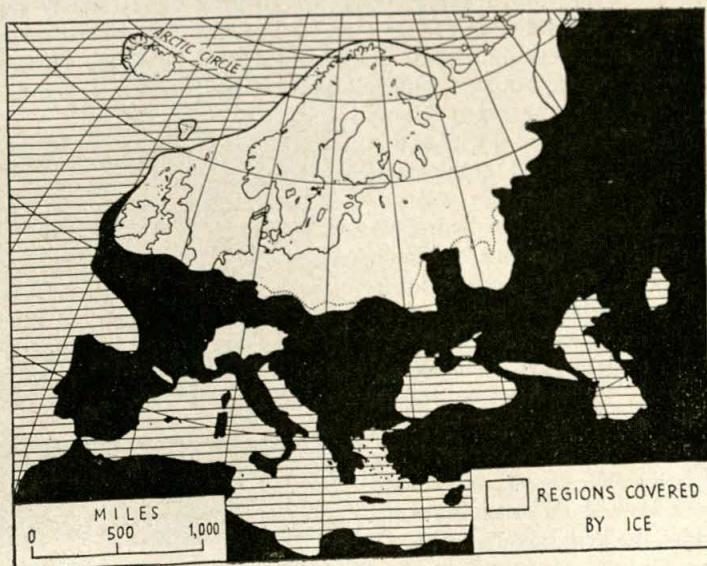 ARCTIC CIRCLE
MILES
0 500 1,000
REGIONS COVERED
BY ICE